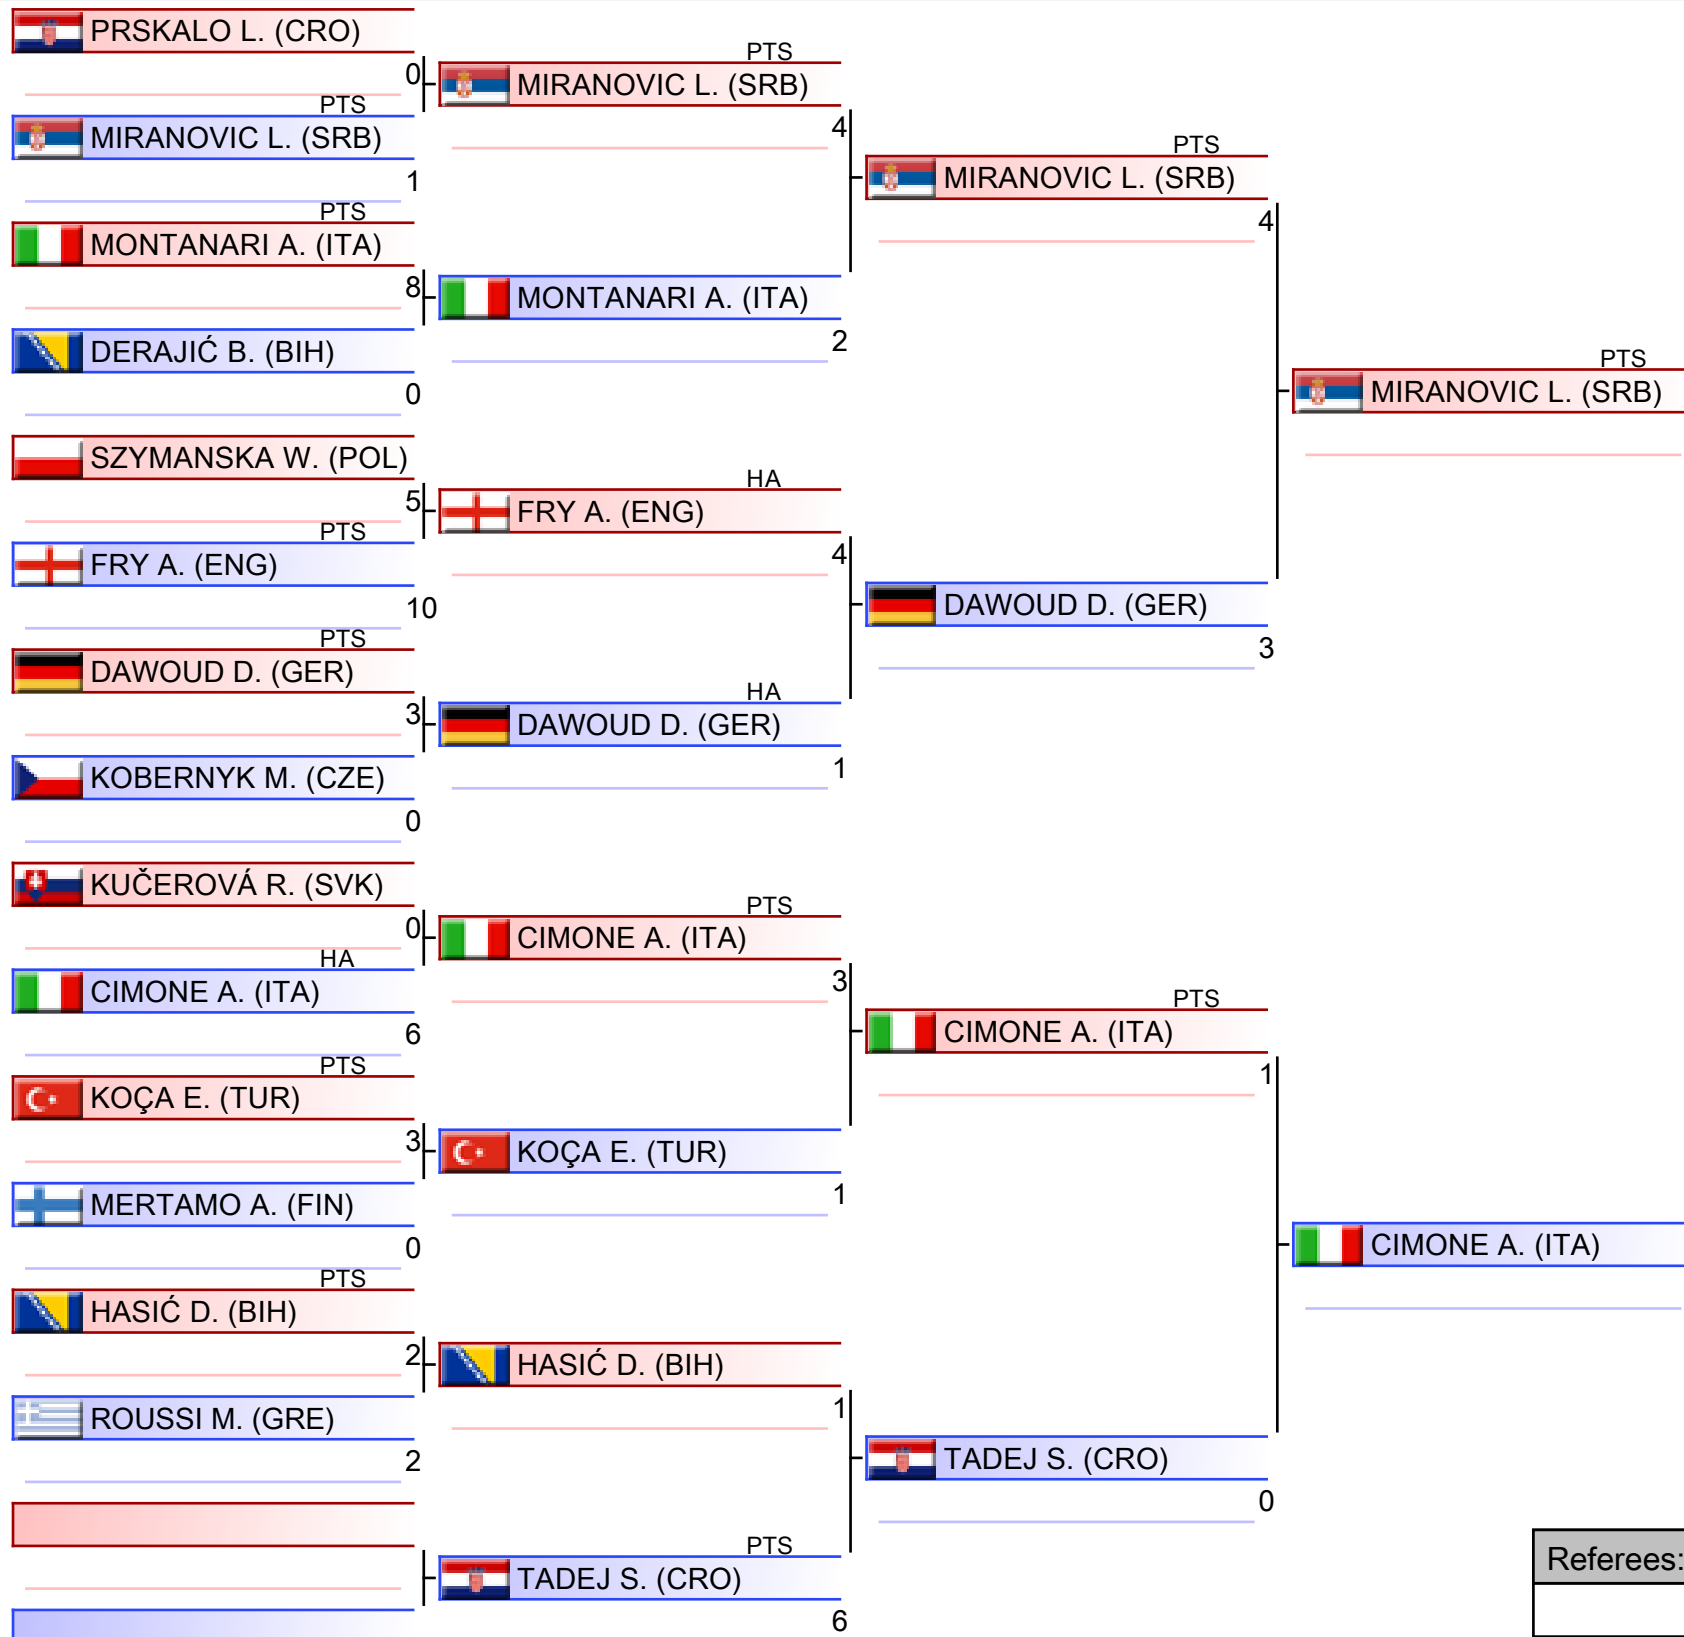 PRSKALO L. (CRO)
0
PTS
MIRANOVIC L. (SRB)
1
PTS
MONTANARI A. (ITA)
8
DERAJIĆ B. (BIH)
0
SZYMANSKA W. (POL)
5
PTS
FRY A. (ENG)
10
PTS
DAWOUD D. (GER)
3
KOBERNYK M. (CZE)
0
KUČEROVÁ R. (SVK)
0
HA
CIMONE A. (ITA)
6
PTS
KOÇA E. (TUR)
3
MERTAMO A. (FIN)
0
PTS
HASIĆ D. (BIH)
2
ROUSSI M. (GRE)
2
PTS
MIRANOVIC L. (SRB)
4
MONTANARI A. (ITA)
2
HA
FRY A. (ENG)
4
HA
DAWOUD D. (GER)
1
PTS
CIMONE A. (ITA)
3
KOÇA E. (TUR)
1
HASIĆ D. (BIH)
1
PTS
TADEJ S. (CRO)
6
PTS
MIRANOVIC L. (SRB)
4
DAWOUD D. (GER)
3
PTS
CIMONE A. (ITA)
1
TADEJ S. (CRO)
0
PTS
MIRANOVIC L. (SRB)
CIMONE A. (ITA)
Referees: